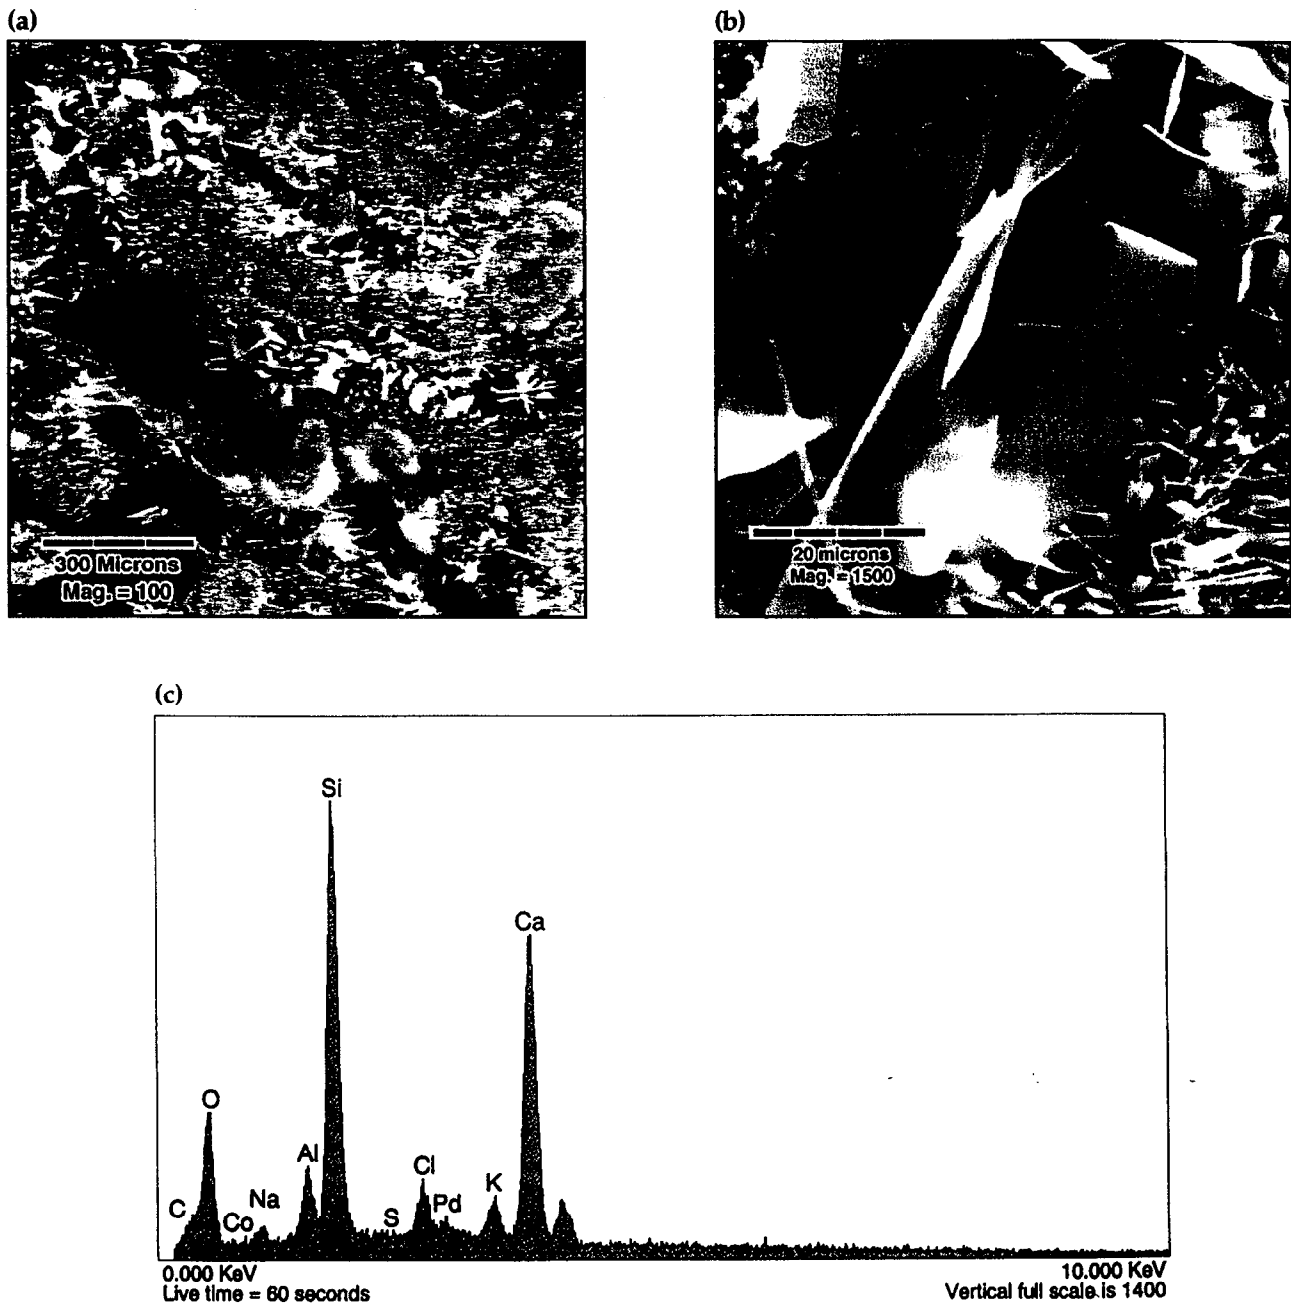 (a)
(b)
300 Microns
Mag. = 100
20 microns
Mag. = 1500
(c)
Si
Ca
O
Al
Cl
K
C
Co
Na
S
Pd
0.000 KeV
10.000 KeV
Live time = 60 seconds
Vertical full scale is 1400